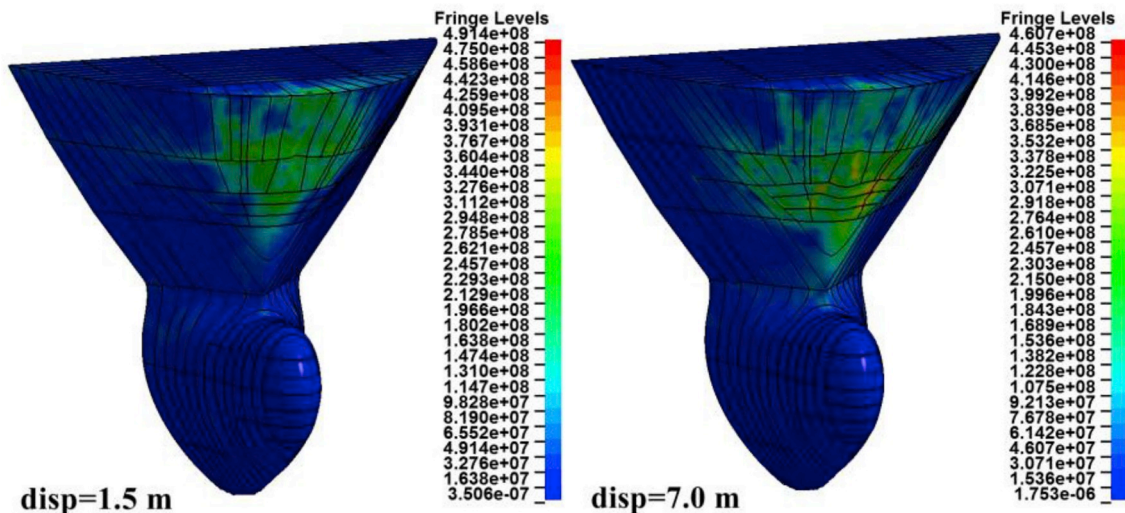 Fringe Levels
4.914e+08
4.750e+08
4.586e+08
4.423e+08
4.259e+08
4.095e+08
3.931e+08
3.767e+08
3.604e+08
3.440e+08
3.276e+08
3.112e+08
2.948e+08
2.785e+08
2.621e+08
2.457e+08
2.293e+08
2.129e+08
1.966e+08
1.802e+08
1.638e+08
1.474e+08
1.310e+08
1.147e+08
9.828e+07
8.190e+07
6.552e+07
4.914e+07
3.276e+07
1.638e+07
3.506e-07
disp=1.5 m
Fringe Levels
4.607e+08
4.453e+08
4.300e+08
4.146e+08
3.992e+08
3.839e+08
3.685e+08
3.532e+08
3.378e+08
3.225e+08
3.071e+08
2.918e+08
2.764e+08
2.610e+08
2.457e+08
2.303e+08
2.150e+08
1.996e+08
1.843e+08
1.689e+08
1.536e+08
1.382e+08
1.228e+08
1.075e+08
9.213e+07
7.678e+07
6.142e+07
4.607e+07
3.071e+07
1.536e+07
1.753e-06
disp=7.0 m